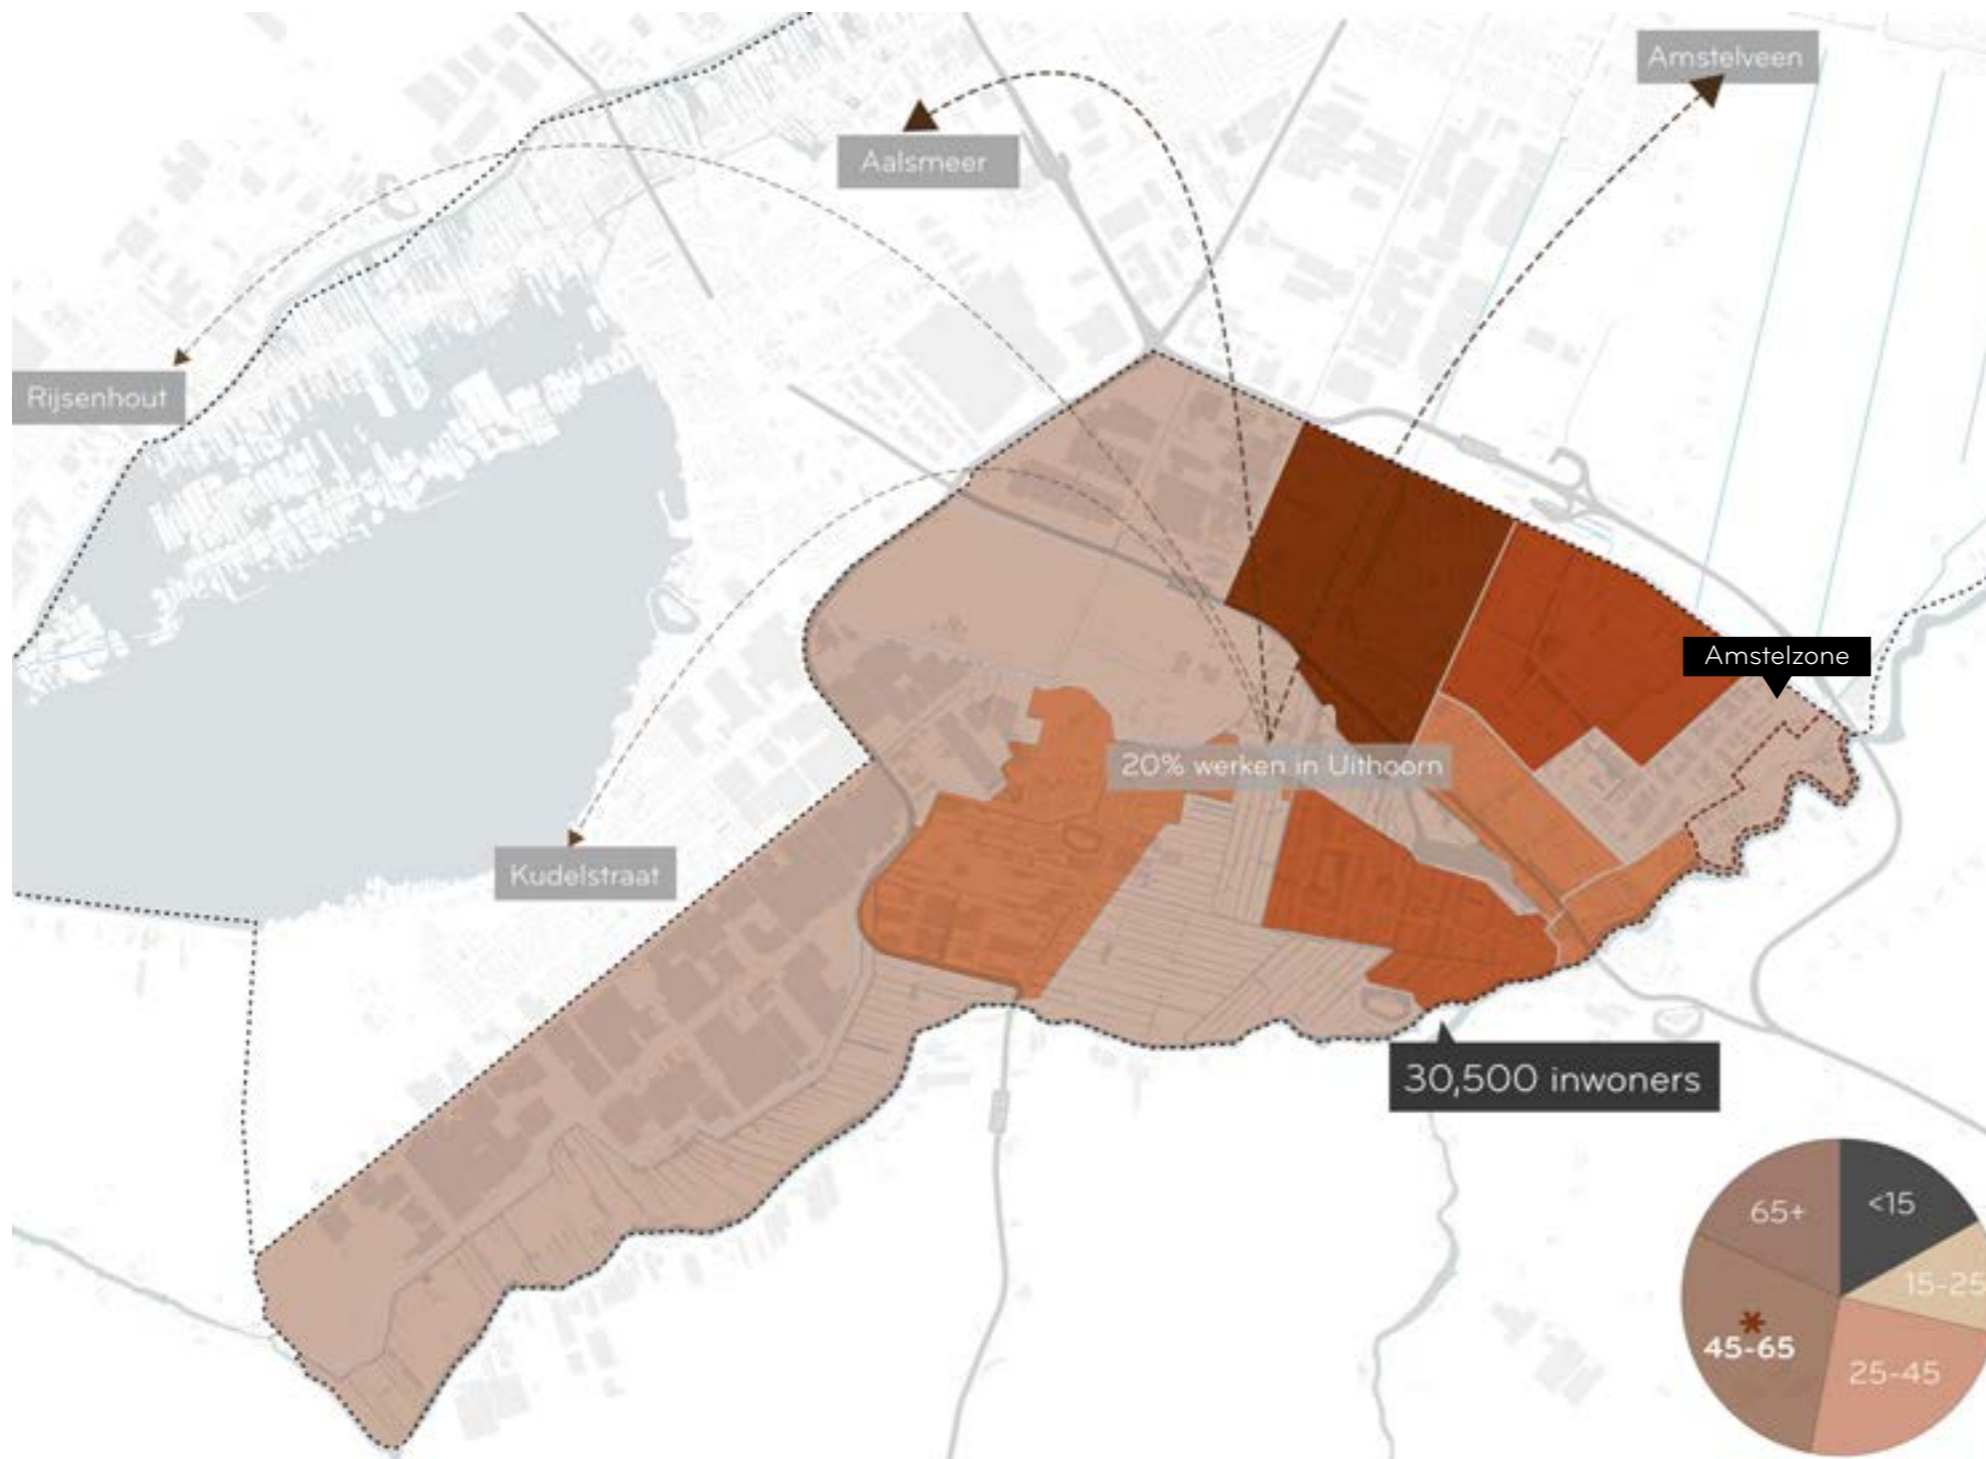 Amstelveen
Aalsmeer
Rijsenhout
Amstelzone
20% werken in Uithoorn
Kudelstraat
30,500 inwoners
65+
<15
15-25
45-65
25-45